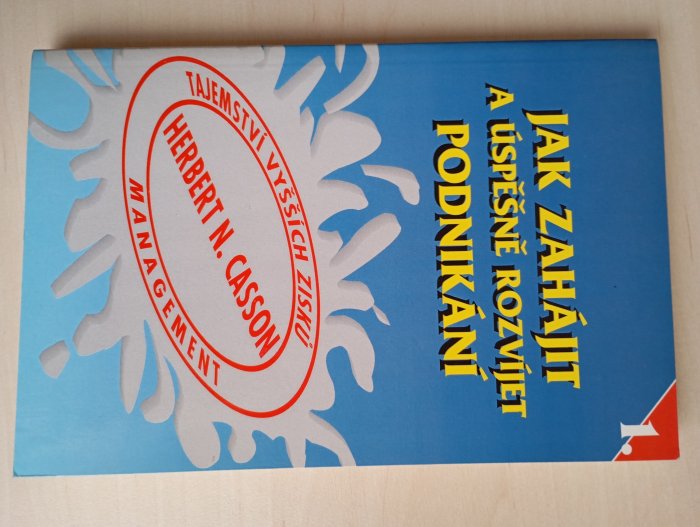 1.
JAK ZAHÁJIT
A ÚSPĚŠNĚ ROZVÍJET
PODNIKÁNÍ
TAJEMSTVÍ VYŠŠÍCH ZISKŮ
HERBERT N. CASSON
MANAGEMENT